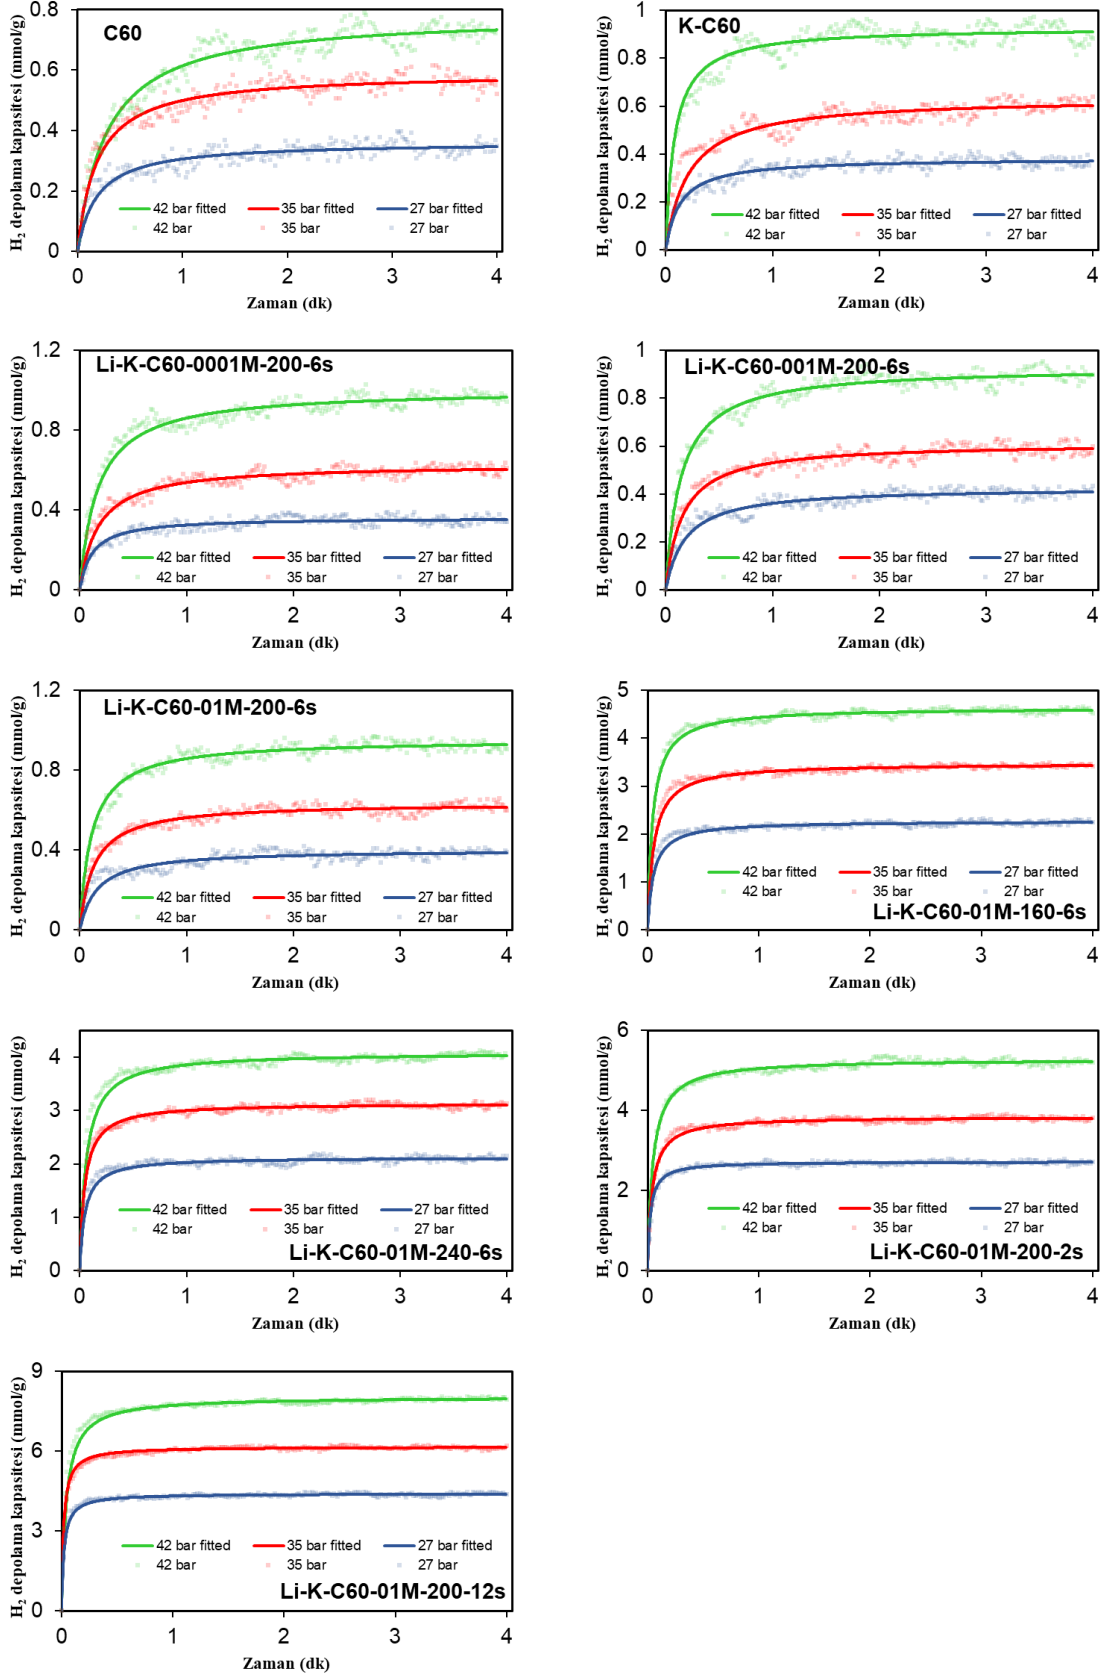 C60
H2 depolama kapasitesi (mmol/g)
0.8
0.6
0.4
0.2
0
42 bar fitted 35 bar fitted 27 bar fitted
42 bar 35 bar 27 bar
0 1 2 3 4
Zaman (dk)
K-C60
H2 depolama kapasitesi (mmol/g)
1
0.8
0.6
0.4
0.2
0
42 bar fitted 35 bar fitted 27 bar fitted
42 bar 35 bar 27 bar
0 1 2 3 4
Zaman (dk)
Li-K-C60-0001M-200-6s
H2 depolama kapasitesi (mmol/g)
1.2
0.8
0.4
0
42 bar fitted 35 bar fitted 27 bar fitted
42 bar 35 bar 27 bar
0 1 2 3 4
Zaman (dk)
Li-K-C60-001M-200-6s
H2 depolama kapasitesi (mmol/g)
1
0.8
0.6
0.4
0.2
0
42 bar fitted 35 bar fitted 27 bar fitted
42 bar 35 bar 27 bar
0 1 2 3 4
Zaman (dk)
Li-K-C60-01M-200-6s
H2 depolama kapasitesi (mmol/g)
1.2
0.8
0.4
0
42 bar fitted 35 bar fitted 27 bar fitted
42 bar 35 bar 27 bar
0 1 2 3 4
Zaman (dk)
H2 depolama kapasitesi (mmol/g)
5
4
3
2
1
0
42 bar fitted 35 bar fitted 27 bar fitted
42 bar 35 bar 27 bar
Li-K-C60-01M-160-6s
0 1 2 3 4
Zaman (dk)
H2 depolama kapasitesi (mmol/g)
4
3
2
1
0
42 bar fitted 35 bar fitted 27 bar fitted
42 bar 35 bar 27 bar
Li-K-C60-01M-240-6s
0 1 2 3 4
Zaman (dk)
H2 depolama kapasitesi (mmol/g)
6
4
2
0
42 bar fitted 35 bar fitted 27 bar fitted
42 bar 35 bar 27 bar
Li-K-C60-01M-200-2s
0 1 2 3 4
Zaman (dk)
H2 depolama kapasitesi (mmol/g)
9
6
3
0
42 bar fitted 35 bar fitted 27 bar fitted
42 bar 35 bar 27 bar
Li-K-C60-01M-200-12s
0 1 2 3 4
Zaman (dk)